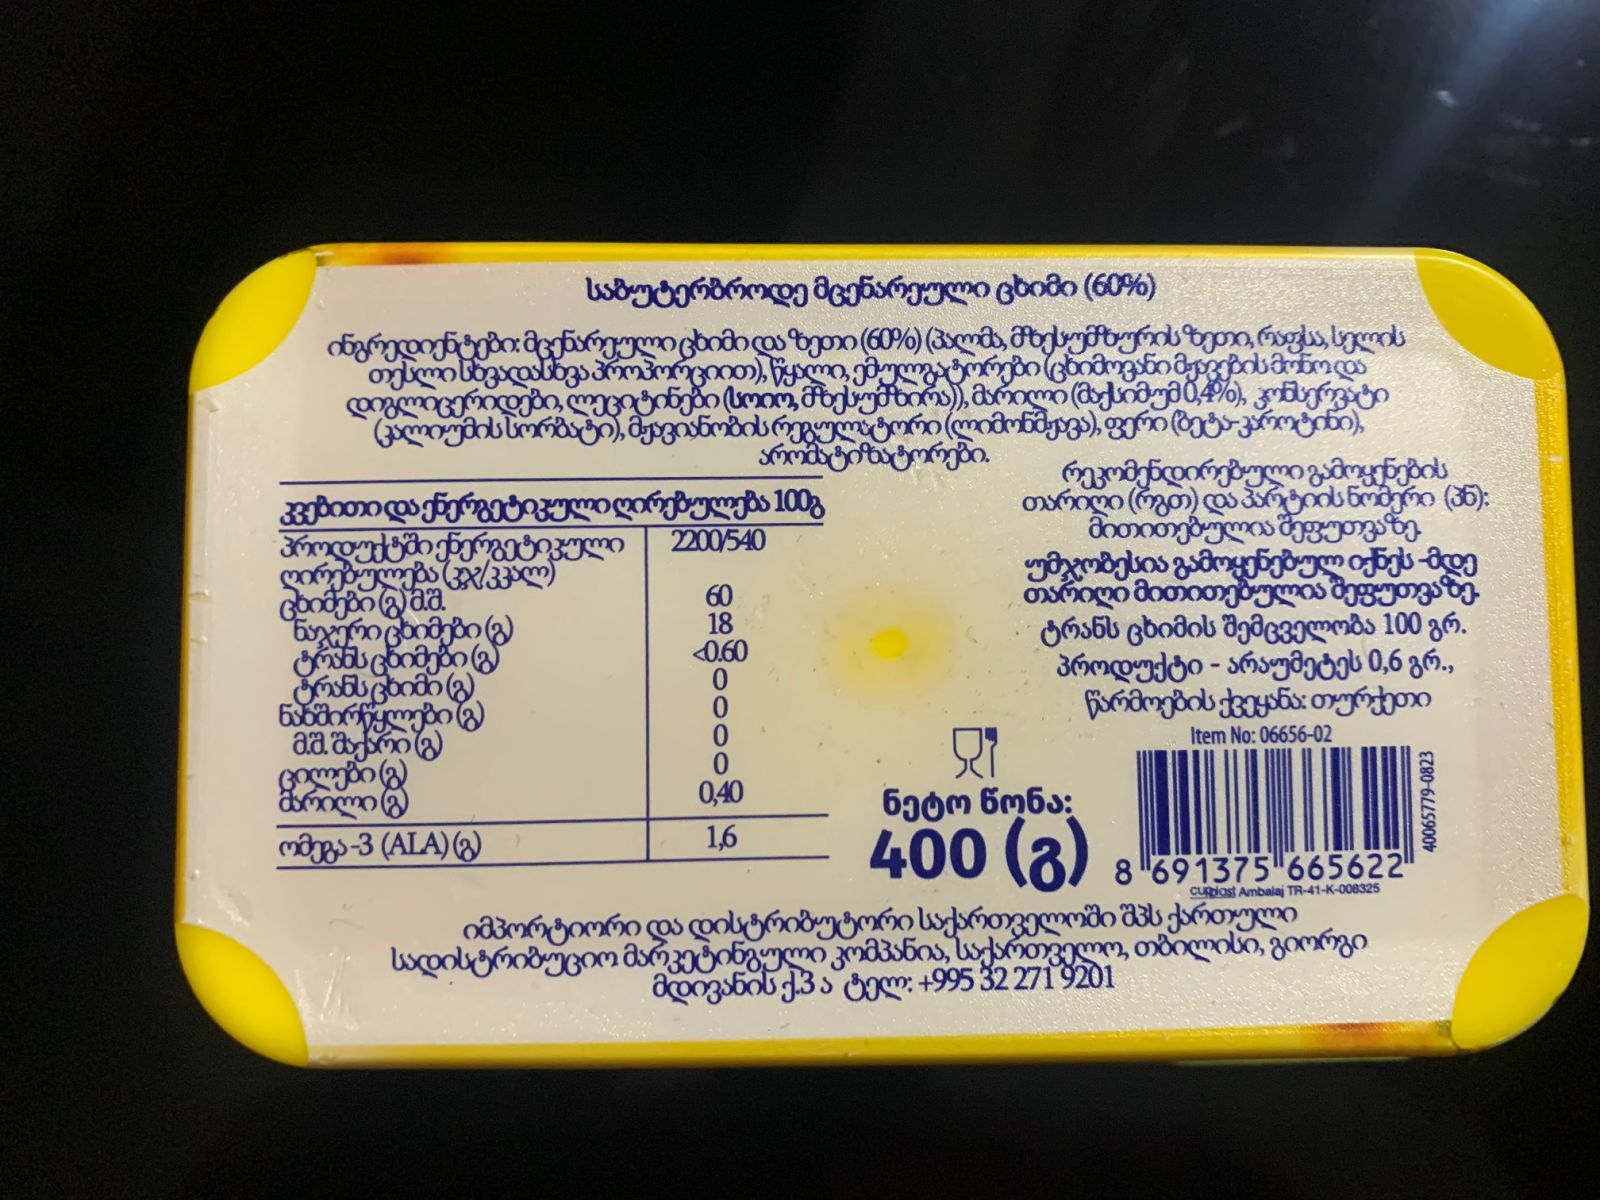 საბუტერბროდე მცენარეული ცხიმი (60%)
ინგრედიენტები: მცენარეული ცხიმი და ზეთი (60%) (პალმა, მზესუმზურის ზეთი, რაფსა, სელის
თესლი სხვადასხვა პროპორციით), წყალი, ემულგატორები (ცხიმოვანი მჟავების მონო და
დიგლიცერიდები, ლეციტინები (სოიო, მზესუმზირა)), მარილი (მაქსიმუმ 0,4%), კონსერვატი
(კალიუმის სორბატი), მჟავიანობის რეგულატორი (ლიმონმჟავა), ფერი (ბეტა-კაროტინი),
არომატიზატორები.
კვებითი და ენერგეტიკული ღირებულება 100გ
პროდუქტში ენერგეტიკული 2200/540
ღირებულება (კჯ/კკალ)
ცხიმები (გ) მ.შ. 60
ნაჯერი ცხიმები (გ) 18
ტრანს ცხიმები (გ) <0.60
ტრანს ცხიმი (გ) 0
ნახშირწყლები (გ) 0
მ.შ. შაქარი (გ) 0
ცილები (გ) 0
მარილი (გ) 0,40
ომეგა-3 (ALA) (გ) 1,6
რეკომენდირებული გამოყენების
თარიღი (რგთ) და პარტიის ნომერი (პნ):
მითითებულია შეფუთვაზე.
უმჯობესია გამოყენებულ იქნეს -მდე
თარიღი მითითებულია შეფუთვაზე.
ტრანს ცხიმის შემცველობა 100 გრ.
პროდუქტი - არაუმეტეს 0,6 გრ.,
წარმოების ქვეყანა: თურქეთი
Item No: 06656-02
ნეტო წონა:
400 (გ)
8 691375 665622
40065779-0823
cupplast Ambalaj TR-41-K-008325
იმპორტიორი და დისტრიბუტორი საქართველოში შპს ქართული
სადისტრიბუციო მარკეტინგული კომპანია, საქართველო, თბილისი, გიორგი
მდივანის ქ.3 ა ტელ: +995 32 271 9201